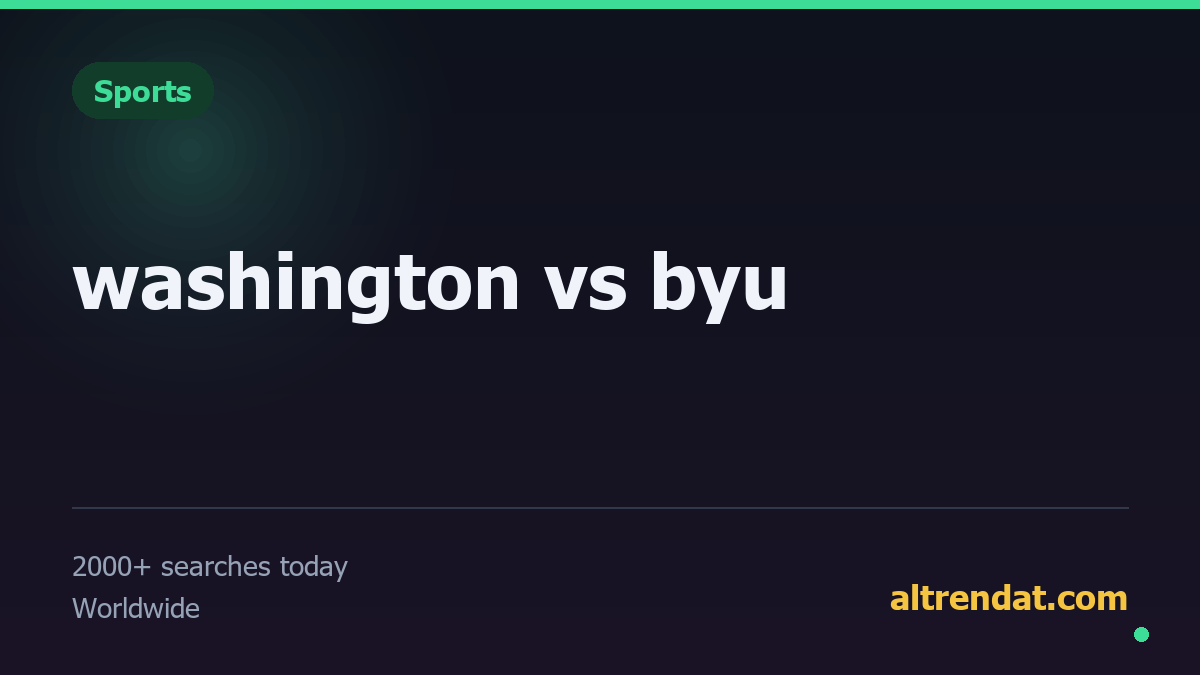 Sports
washington vs byu
2000+ searches today
Worldwide
altrendat.com